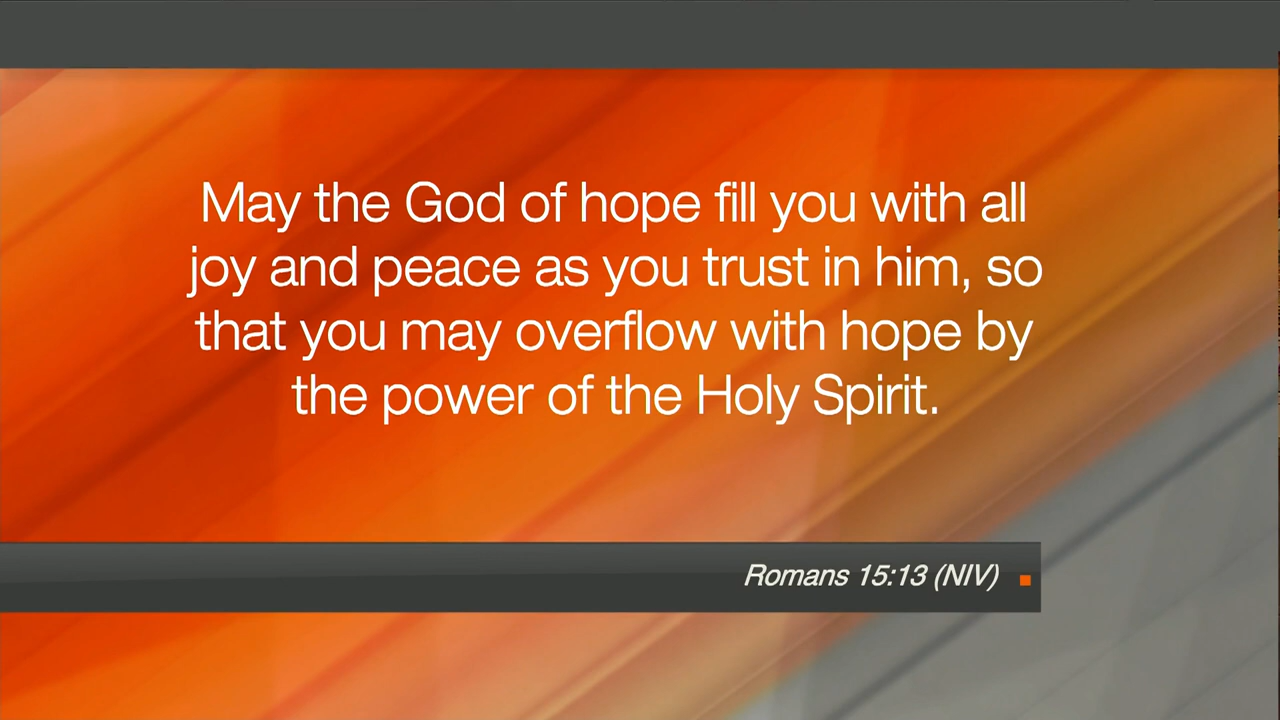 May the God of hope fill you with all
joy and peace as you trust in him, so
that you may overflow with hope by
the power of the Holy Spirit.
Romans 15:13 (NIV)